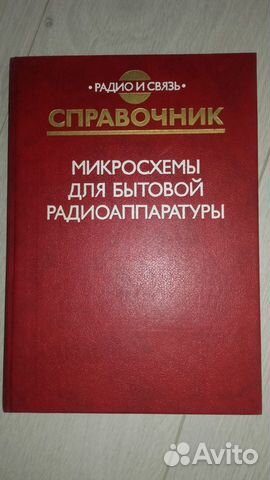 • РАДИО И СВЯЗЬ •
СПРАВОЧНИК
МИКРОСХЕМЫ
ДЛЯ БЫТОВОЙ
РАДИОАППАРАТУРЫ
Avito